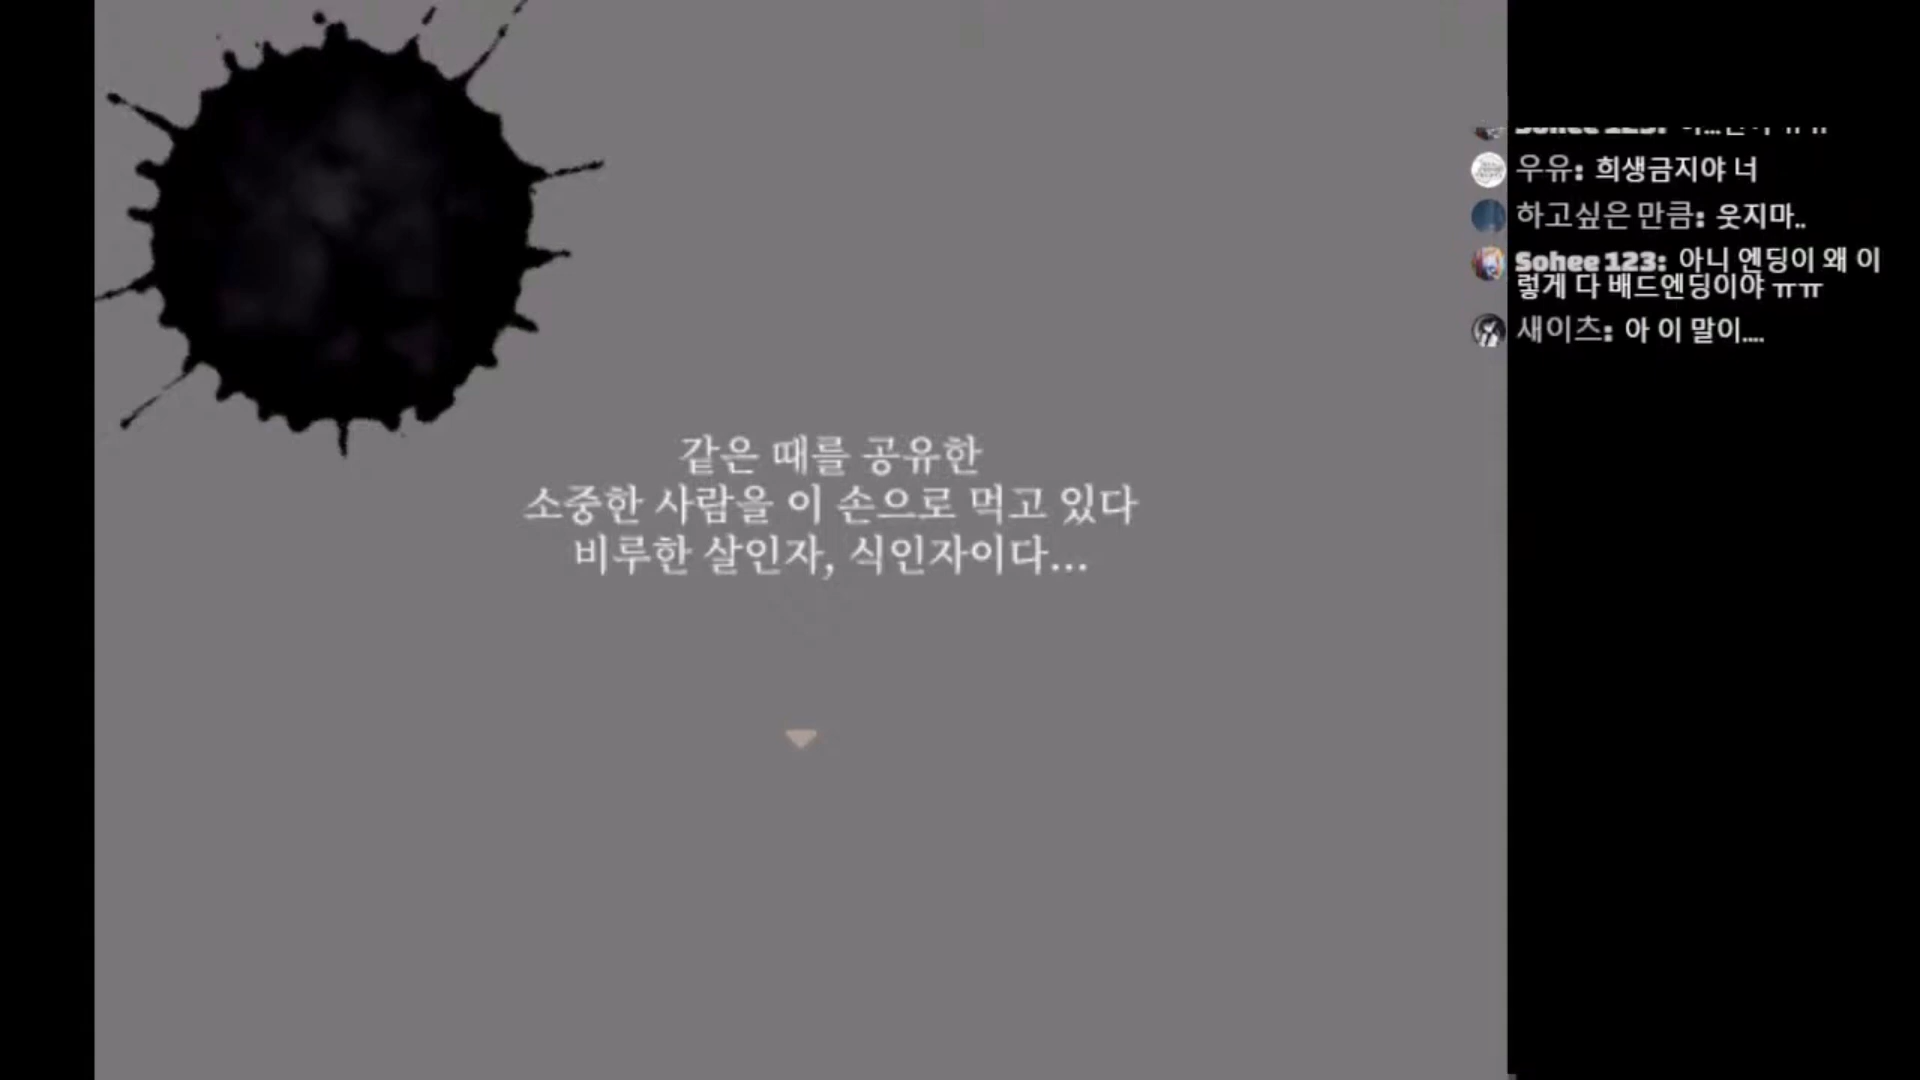 같은 때를 공유한
소중한 사람을 이 손으로 먹고 있다
비루한 살인자, 식인자이다...
우유: 희생금지야 너
하고싶은 만큼: 웃지마..
Sohee 123: 아니 엔딩이 왜 이
렇게 다 배드엔딩이야 ㅠㅠ
새이츠: 아 이 말이....